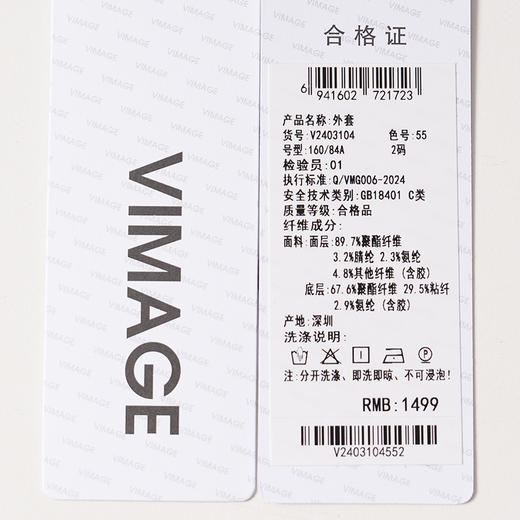 VIMAGE
合格证
6 941602 721723
产品名称:外套
货号:V2403104 色号:55
号型:160/84A 2码
检验员:01
执行标准:Q/VMG006-2024
安全技术类别:GB18401 C类
质量等级:合格品
纤维成分:
面料: 面层:89.7%聚酯纤维
3.2%腈纶 2.3%氨纶
4.8%其他纤维(含胶)
底层:67.6%聚酯纤维 29.5%粘纤
2.9%氨纶(含胶)
产地:深圳
洗涤说明:
注:分开洗涤、即洗即晾、不可浸泡!
RMB:1499
V2403104552